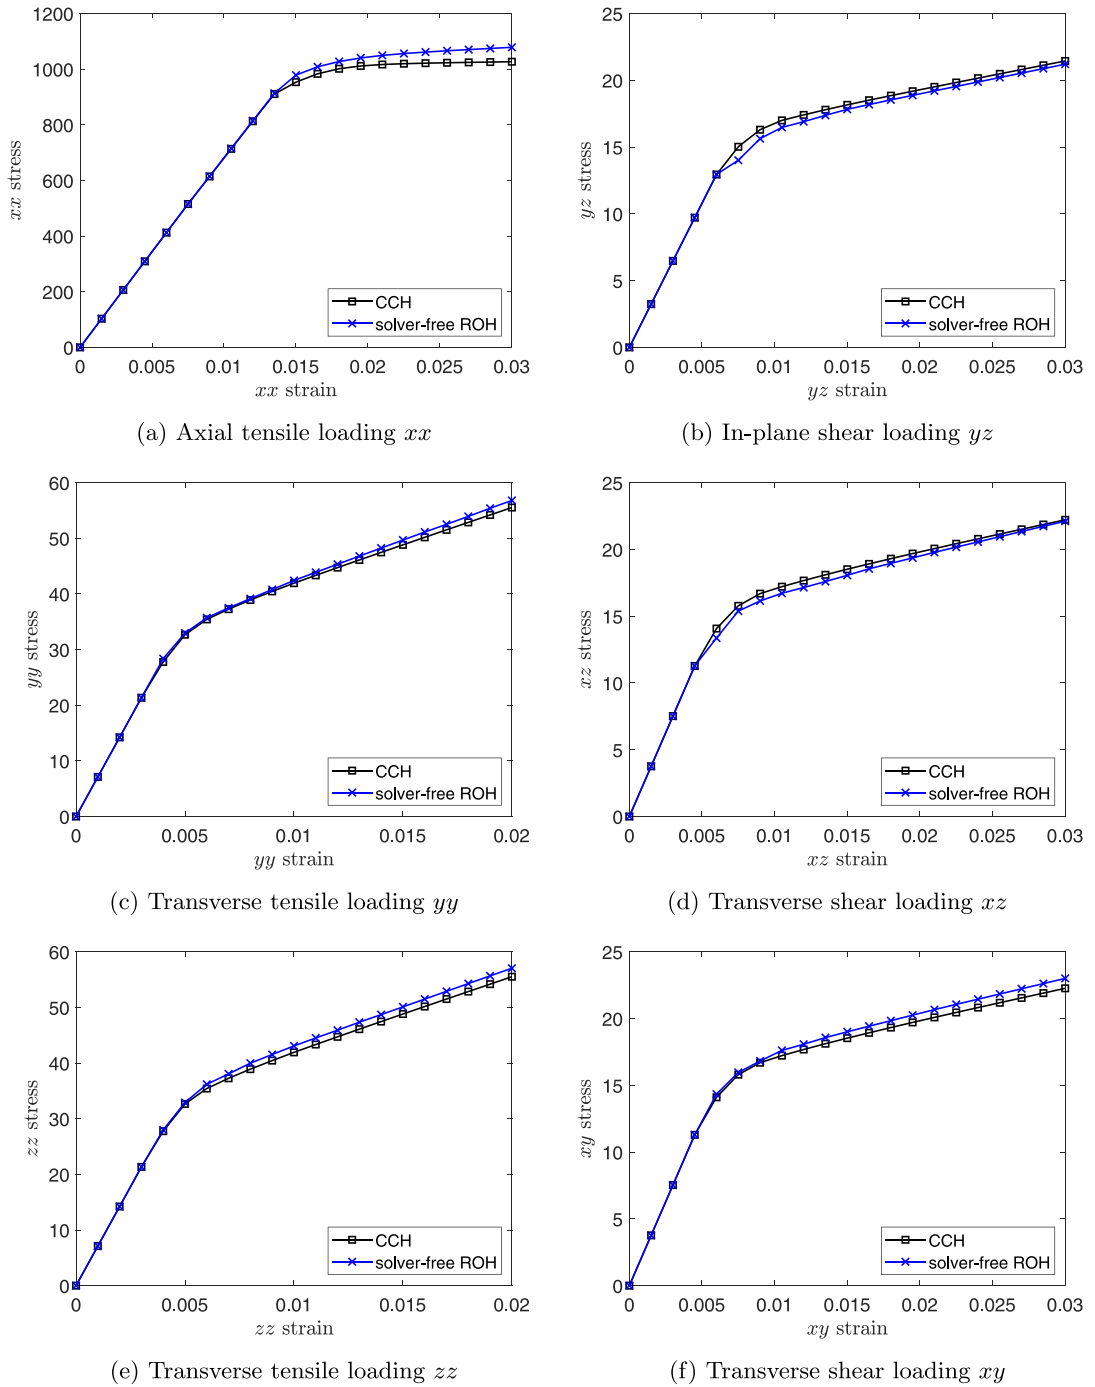 1200
1000
800
600
400
200
0
xx stress
0 0.005 0.01 0.015 0.02 0.025 0.03
xx strain
CCH
solver-free ROH
(a) Axial tensile loading xx
25
20
15
10
5
0
yz stress
0 0.005 0.01 0.015 0.02 0.025 0.03
yz strain
CCH
solver-free ROH
(b) In-plane shear loading yz
60
50
40
30
20
10
0
yy stress
0 0.005 0.01 0.015 0.02
yy strain
CCH
solver-free ROH
(c) Transverse tensile loading yy
25
20
15
10
5
0
xz stress
0 0.005 0.01 0.015 0.02 0.025 0.03
xz strain
CCH
solver-free ROH
(d) Transverse shear loading xz
60
50
40
30
20
10
0
zz stress
0 0.005 0.01 0.015 0.02
zz strain
CCH
solver-free ROH
(e) Transverse tensile loading zz
25
20
15
10
5
0
xy stress
0 0.005 0.01 0.015 0.02 0.025 0.03
xy strain
CCH
solver-free ROH
(f) Transverse shear loading xy